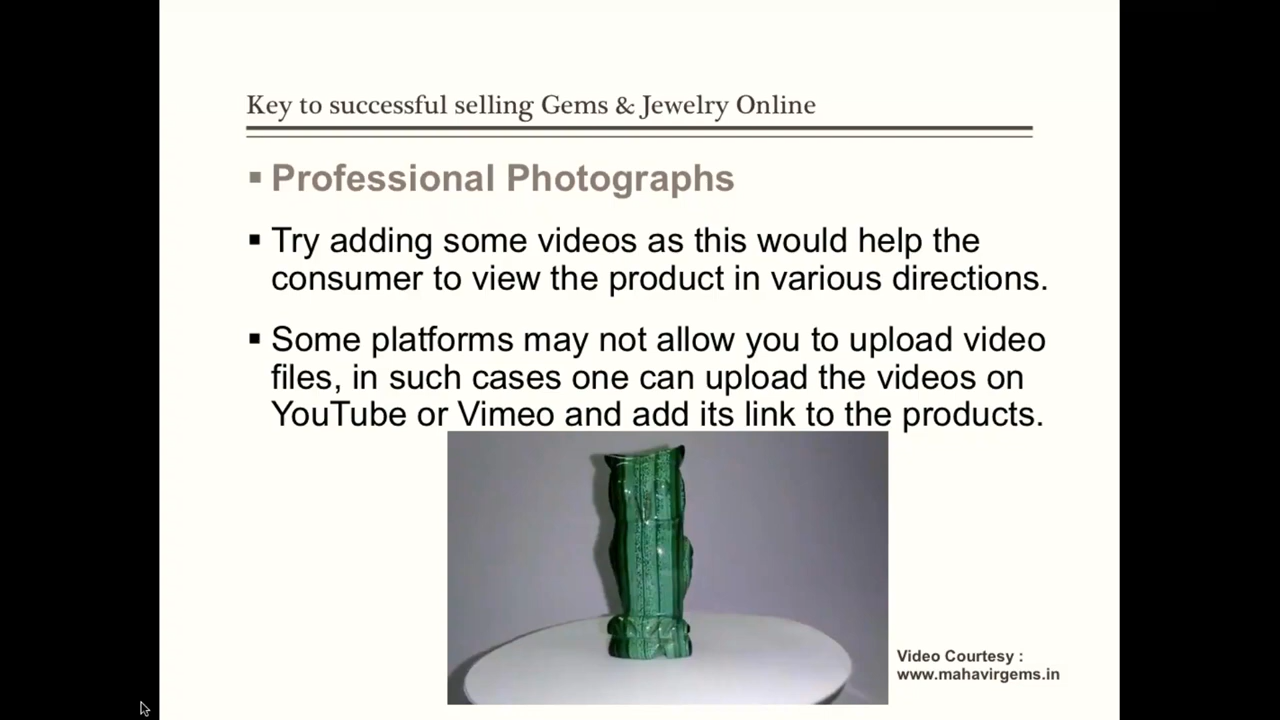 Key to successful selling Gems & Jewelry Online
▪ Professional Photographs
▪ Try adding some videos as this would help the
consumer to view the product in various directions.
▪ Some platforms may not allow you to upload video
files, in such cases one can upload the videos on
YouTube or Vimeo and add its link to the products.
Video Courtesy :
www.mahavirgems.in